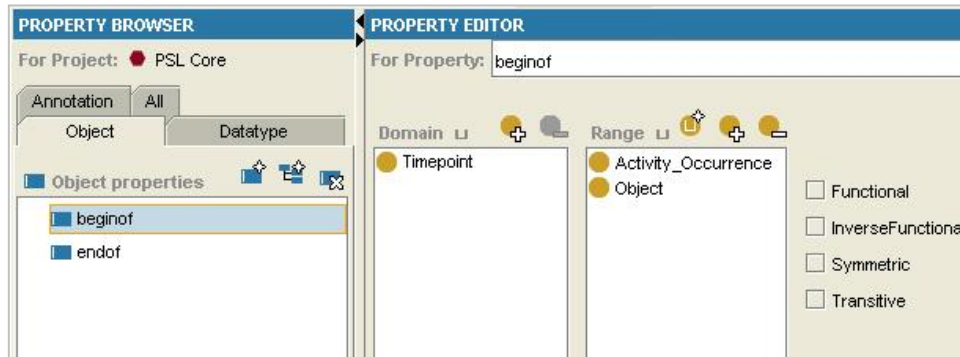 PROPERTY BROWSER
For Project: PSL Core
Annotation All
Object Datatype
Object properties
beginof
endof
PROPERTY EDITOR
For Property: beginof
Domain ⊔
Timepoint
Range ⊔
Activity_Occurrence
Object
Functional
InverseFunctiona
Symmetric
Transitive